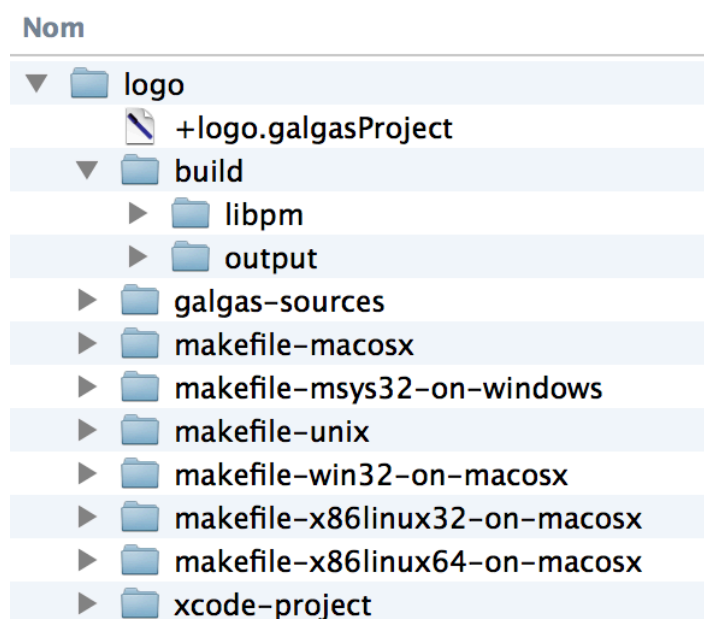 Nom
logo
+logo.galgasProject
build
libpm
output
galgas-sources
makefile-macosx
makefile-msys32-on-windows
makefile-unix
makefile-win32-on-macosx
makefile-x86linux32-on-macosx
makefile-x86linux64-on-macosx
xcode-project